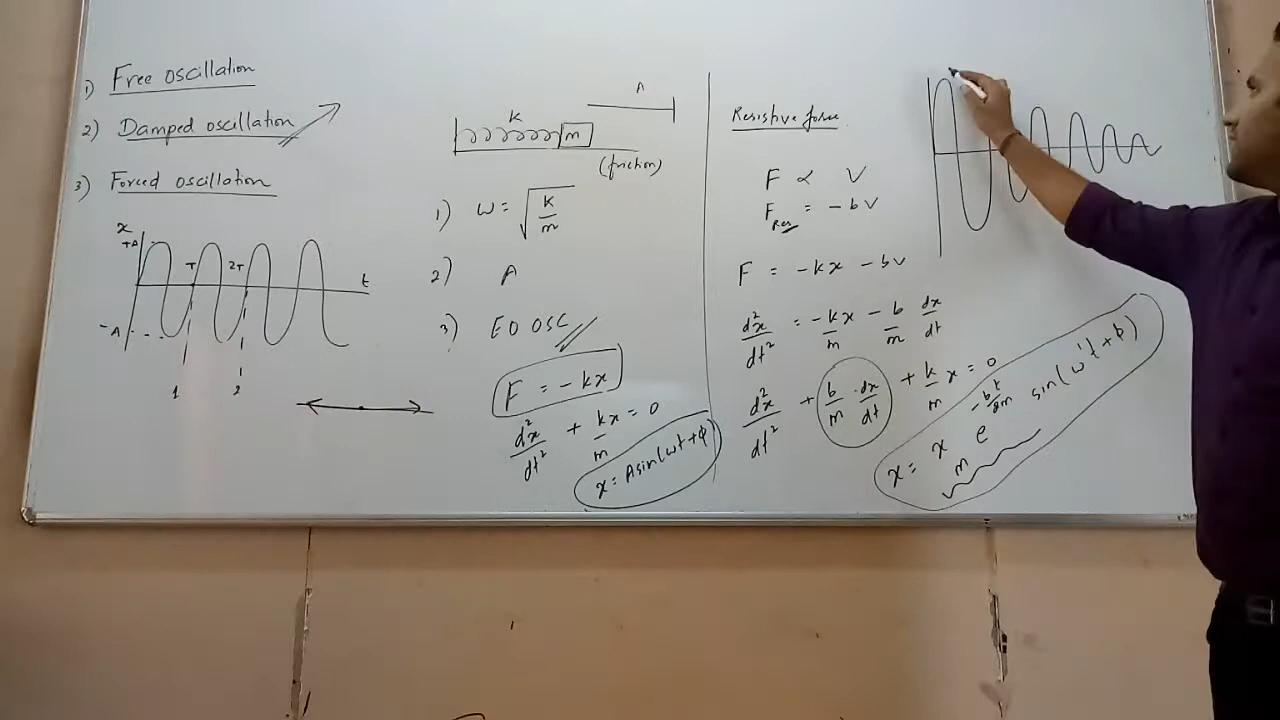 1) Free oscillation
2) Damped oscillation
3) Forced oscillation
x
+A
T
2T
t
-A
1
2
K
m
A
(friction)
1) ω = √(k/m)
2) A
3) EO OSC
F = -kx
d²x/dt² + k/m x = 0
x = A sin(ωt+ϕ)
Resistive force
F ∝ V
F_Res = -bV
F = -kx - bv
d²x/dt² = -k/m x - b/m dx/dt
d²x/dt² + b/m · dx/dt + k/m x = 0
x = x_m e^(-bt/2m) sin(ω't+ϕ)